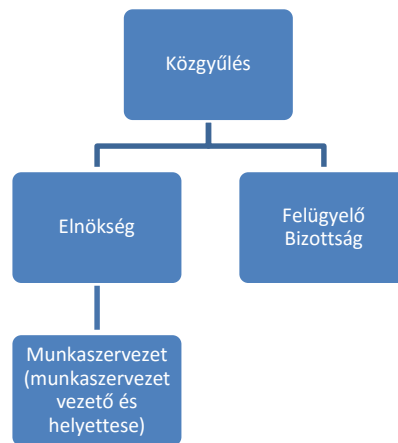 Közgyűlés
Elnökség
Felügyelő
Bizottság
Munkaszervezet
(munkaszervezet
vezető és
helyettese)